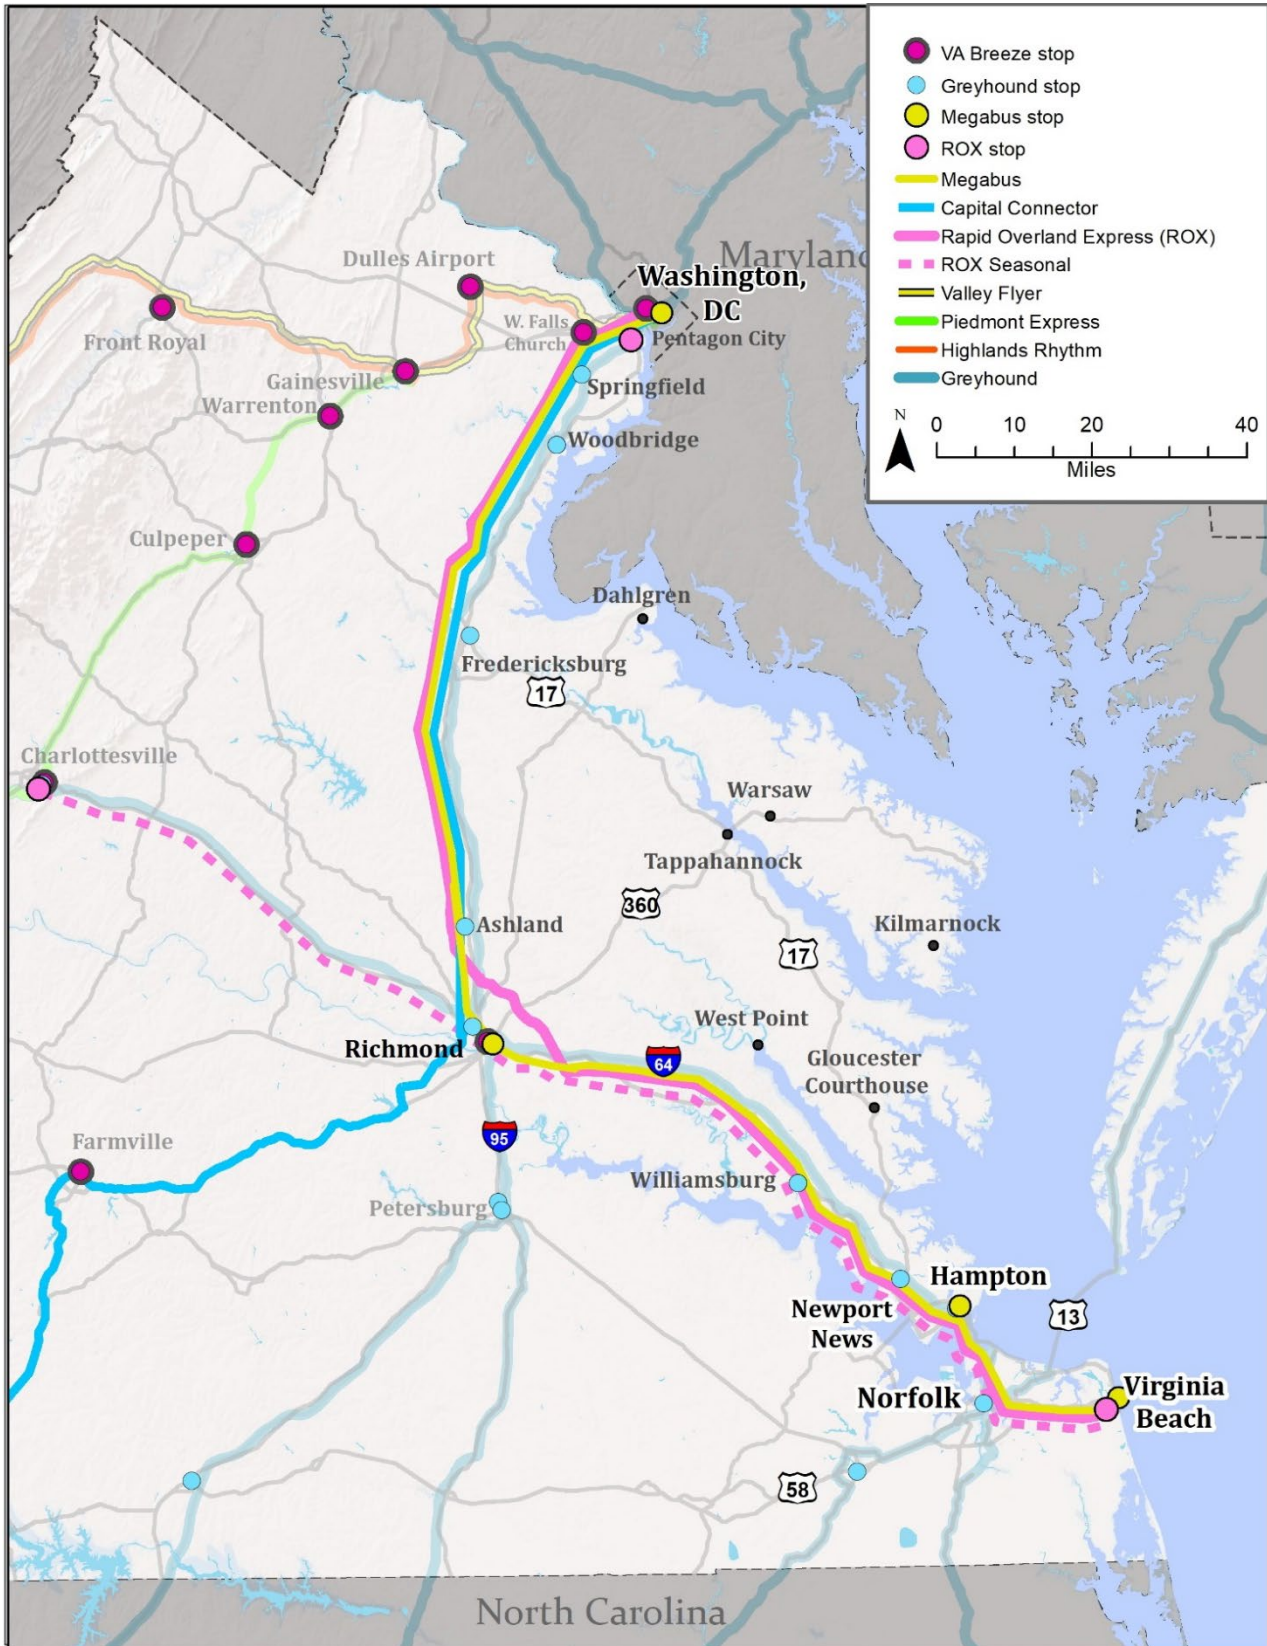 VA Breeze stop
Greyhound stop
Megabus stop
ROX stop
Megabus
Capital Connector
Rapid Overland Express (ROX)
ROX Seasonal
Valley Flyer
Piedmont Express
Highlands Rhythm
Greyhound
N
0 10 20 40
Miles
Maryland
Washington,
DC
Dulles Airport
W. Falls
Church
Pentagon City
Front Royal
Gainesville
Springfield
Warrenton
Woodbridge
Culpeper
Dahlgren
Fredericksburg
17
Charlottesville
Warsaw
Tappahannock
360
Kilmarnock
Ashland
17
West Point
Richmond
64
Gloucester
Courthouse
95
Farmville
Williamsburg
Petersburg
Hampton
Newport
News
13
Norfolk
Virginia
Beach
58
North Carolina